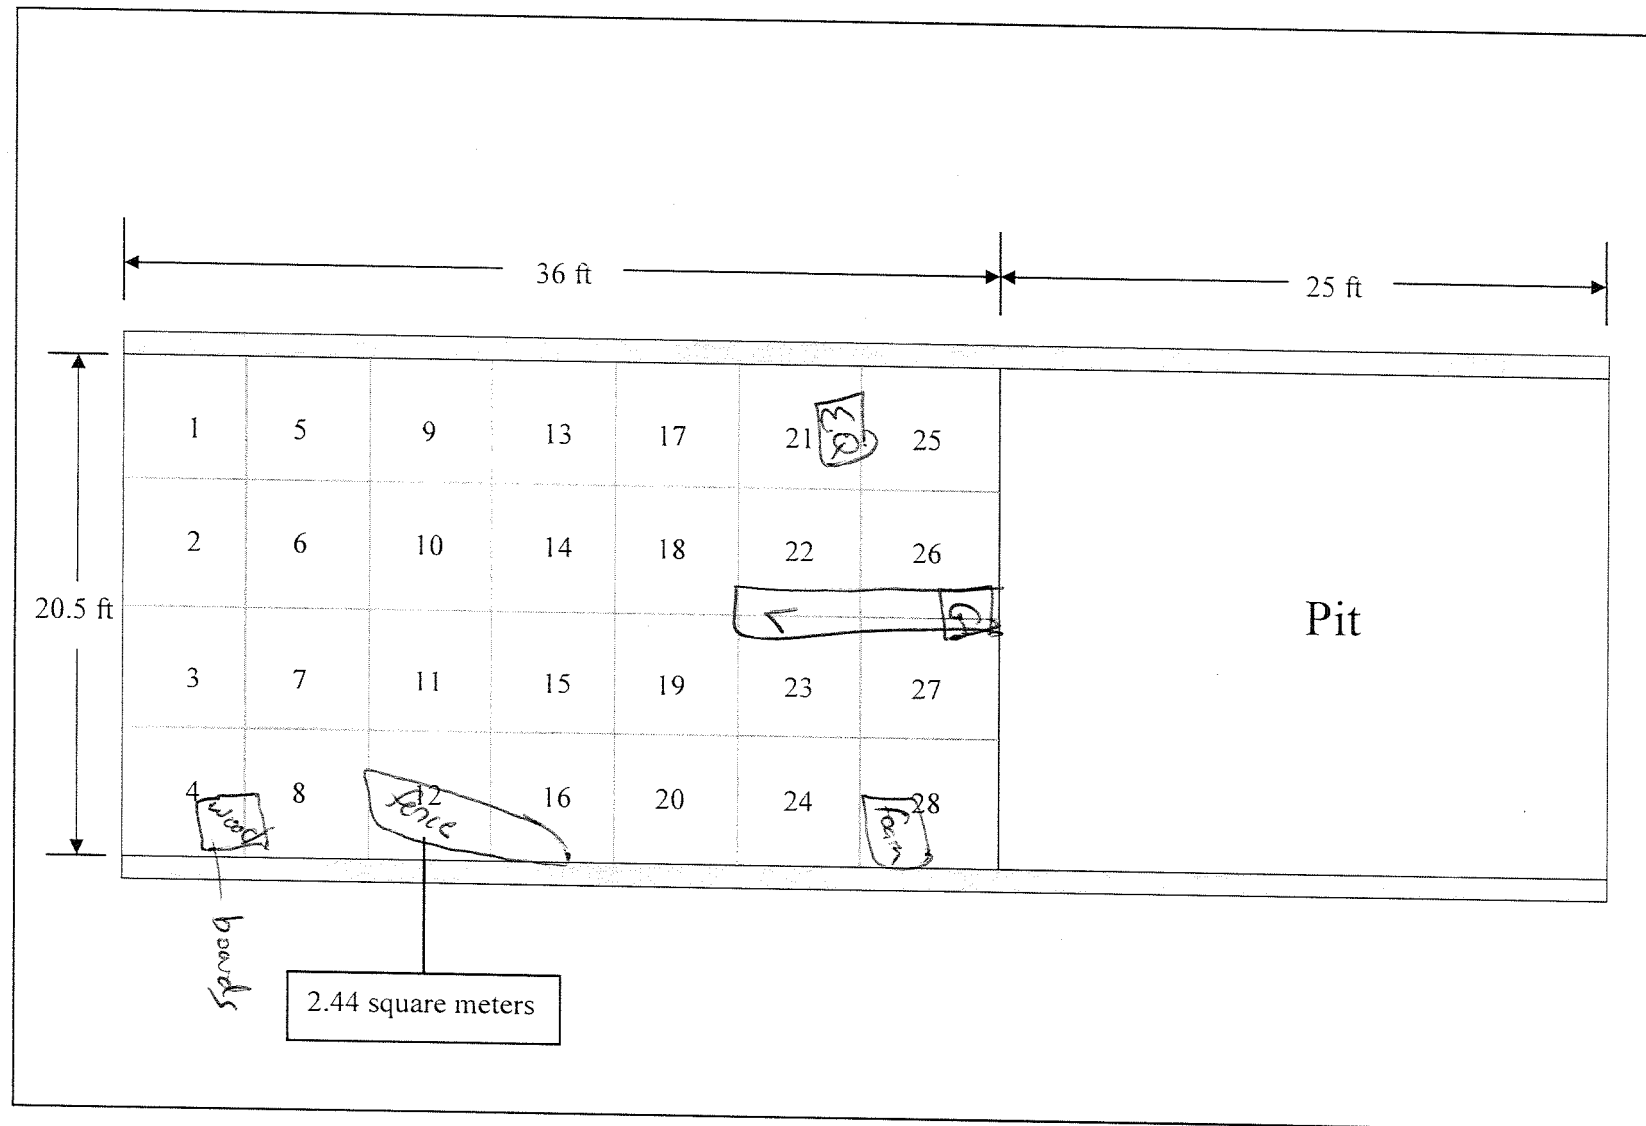 36 ft
25 ft
20.5 ft
1 5 9 13 17 21 25
2 6 10 14 18 22 26
3 7 11 15 19 23 27
4 8 12 16 20 24 28
Pit
wood
fence
foam
boards
2.44 square meters